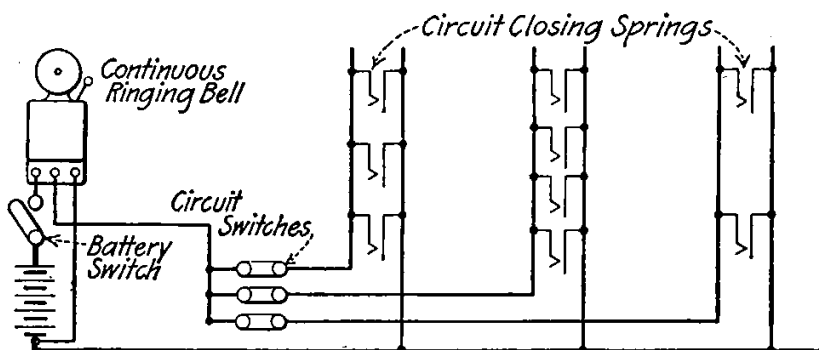 Circuit Closing Springs
Continuous
Ringing Bell
Circuit
Switches
Battery
Switch